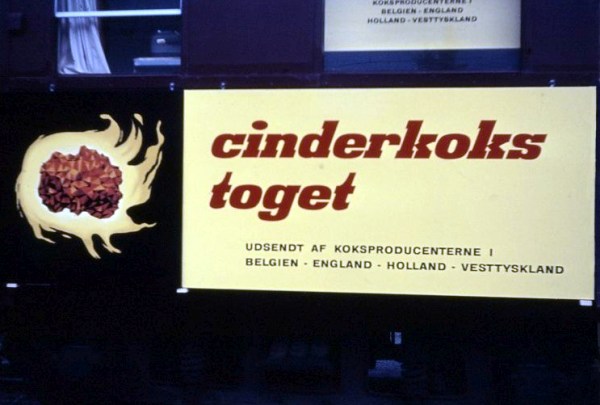 KOKSPRODUCENTERNE I
BELGIEN - ENGLAND
HOLLAND - VESTTYSKLAND
cinderkoks
toget
UDSENDT AF KOKSPRODUCENTERNE I
BELGIEN - ENGLAND - HOLLAND - VESTTYSKLAND